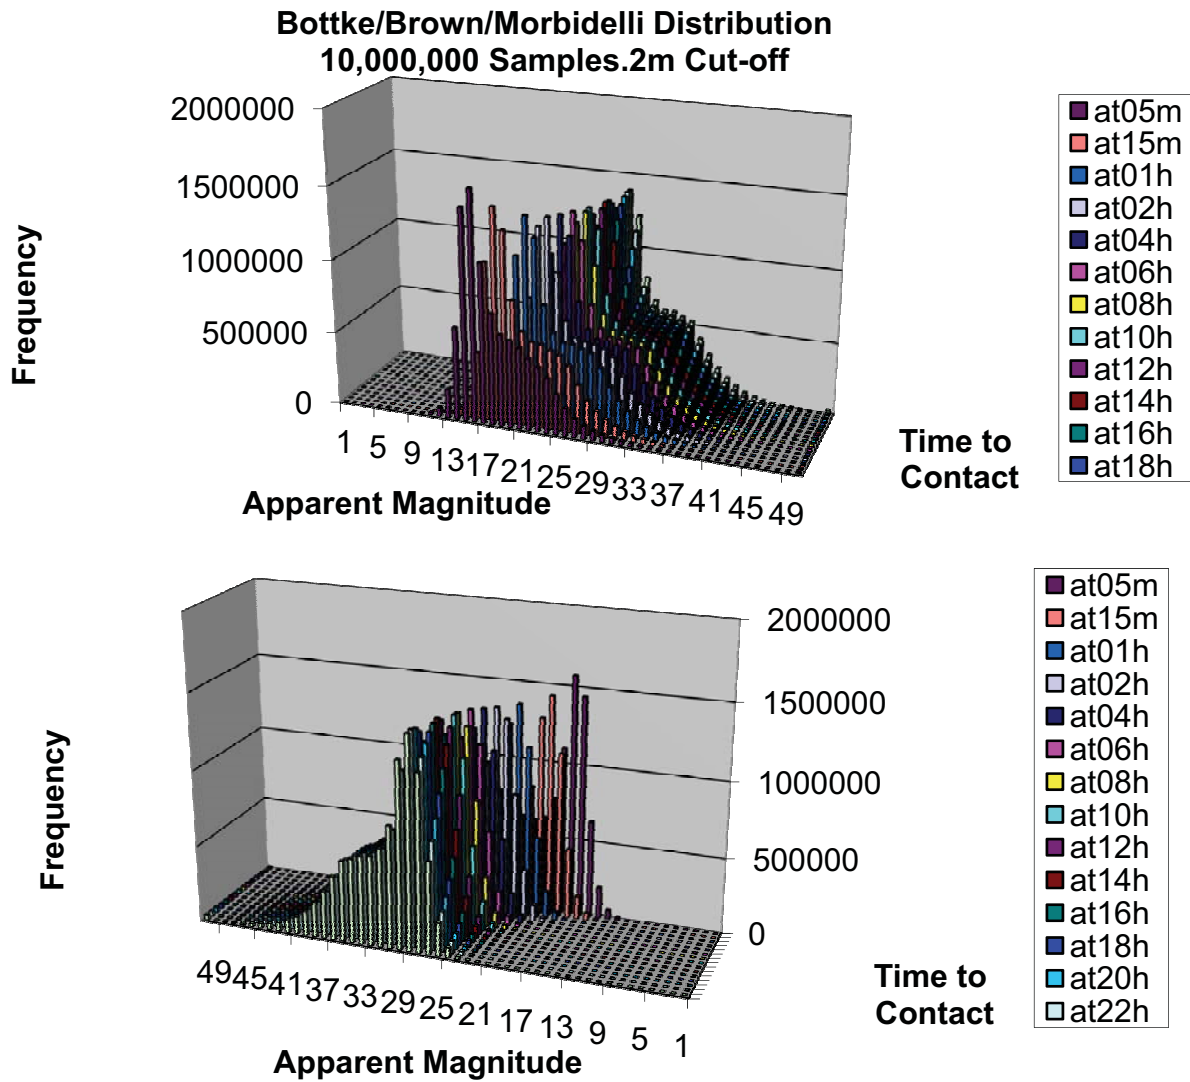 Bottke/Brown/Morbidelli Distribution
10,000,000 Samples.2m Cut-off
Frequency
2000000
1500000
1000000
500000
0
1 5 9 13 17 21 25 29 33 37 41 45 49
Apparent Magnitude
Time to
Contact
at05m
at15m
at01h
at02h
at04h
at06h
at08h
at10h
at12h
at14h
at16h
at18h
Frequency
2000000
1500000
1000000
500000
0
49 45 41 37 33 29 25 21 17 13 9 5 1
Apparent Magnitude
Time to
Contact
at05m
at15m
at01h
at02h
at04h
at06h
at08h
at10h
at12h
at14h
at16h
at18h
at20h
at22h